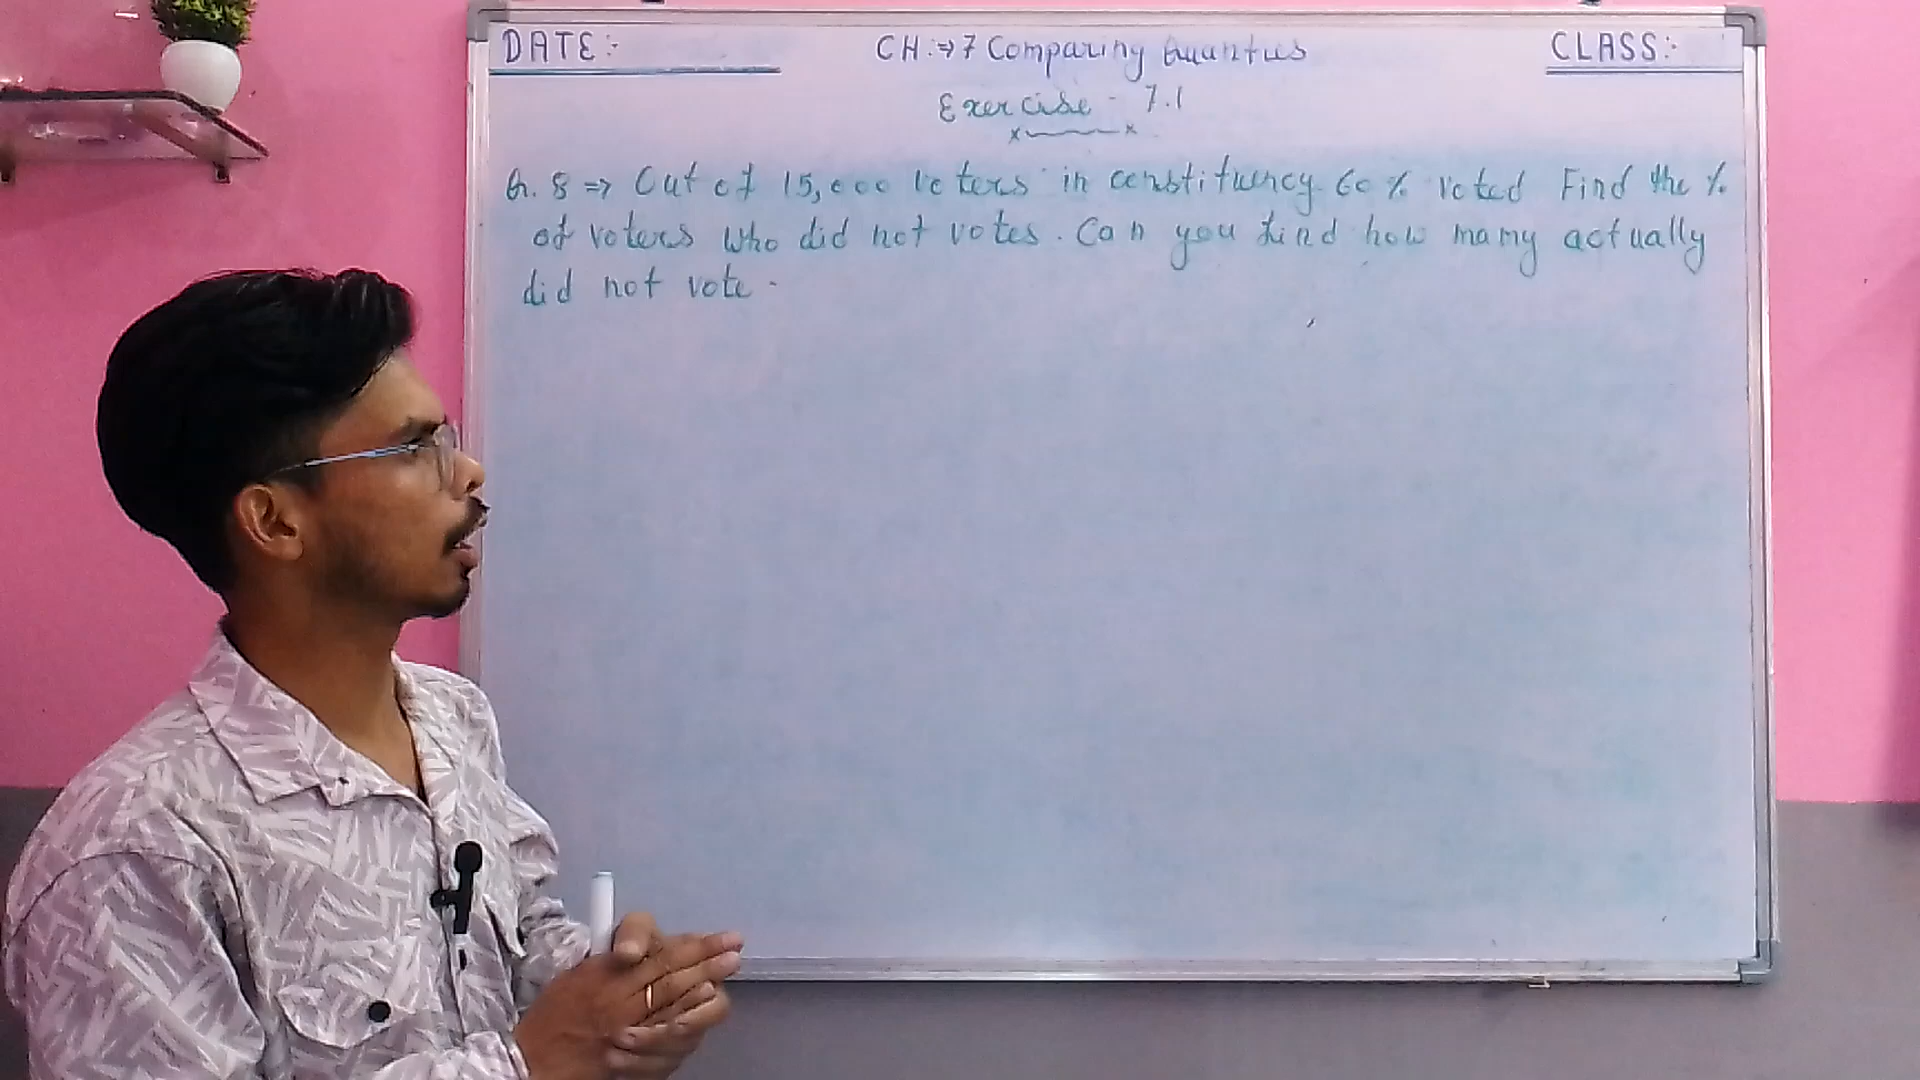 DATE:- CH:⇒7 Comparing Quantities CLASS:-
Exercise - 7.1
Q. 8 ⇒ Out of 15,000 voters in constituency 60% voted Find the %
of voters who did not votes. Can you find how many actually
did not vote.